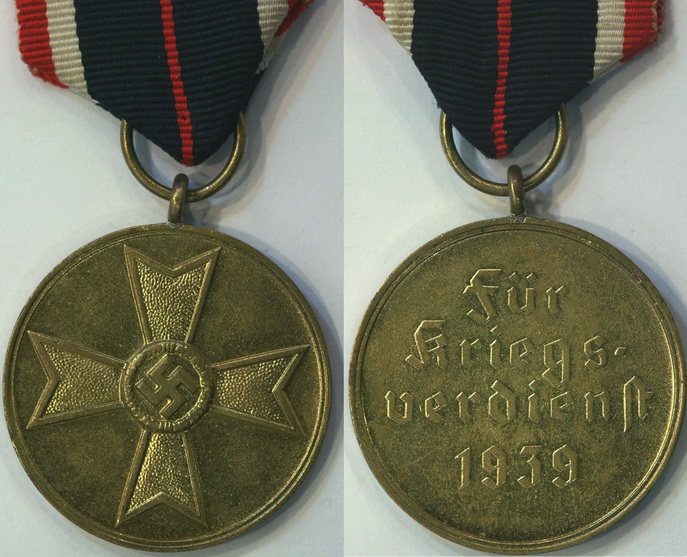 Für
Kriegs-
verdienst
1939